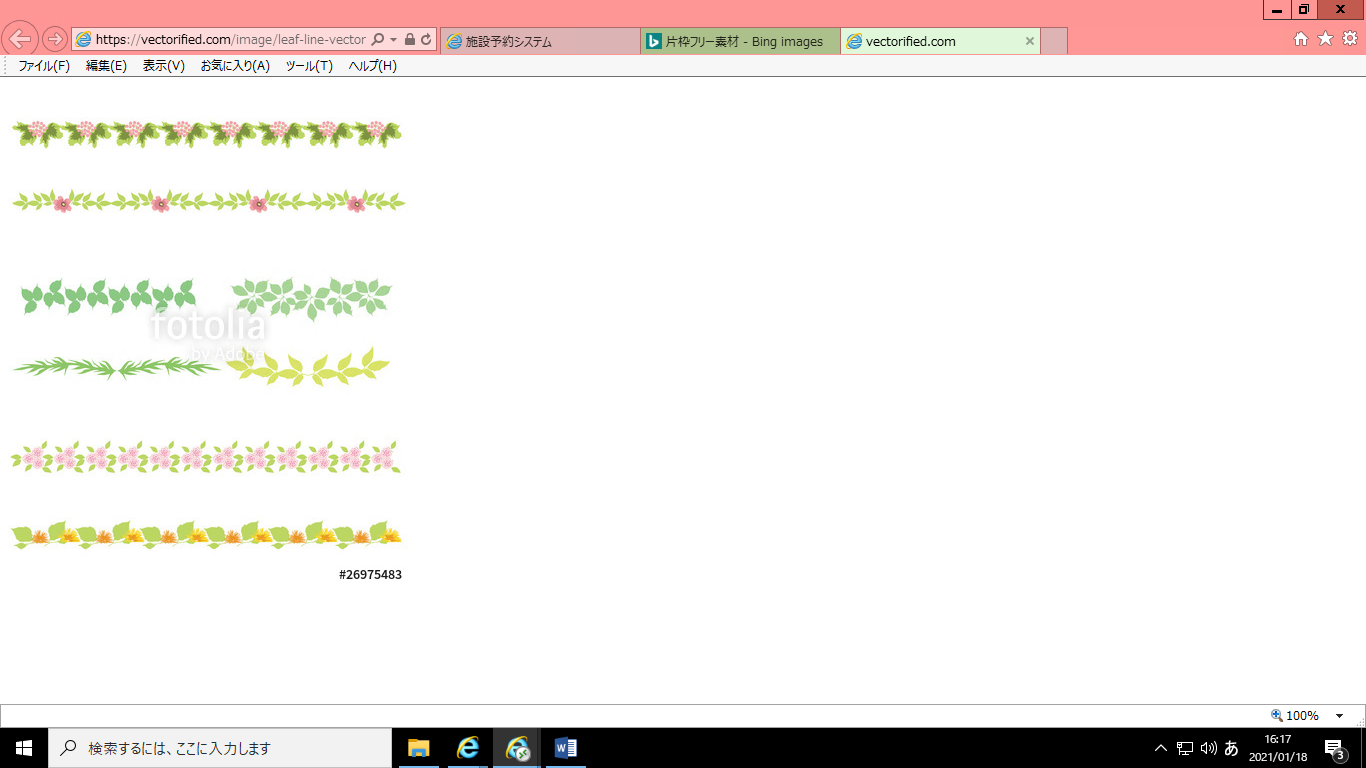 https://vectorified.com/image/leaf-line-vector
施設予約システム
片枠フリー素材 - Bing images
vectorified.com
ファイル(F) 編集(E) 表示(V) お気に入り(A) ツール(T) ヘルプ(H)
fotolia
by Adobe
#26975483
100%
検索するには、ここに入力します
あ
16:17
2021/01/18
3